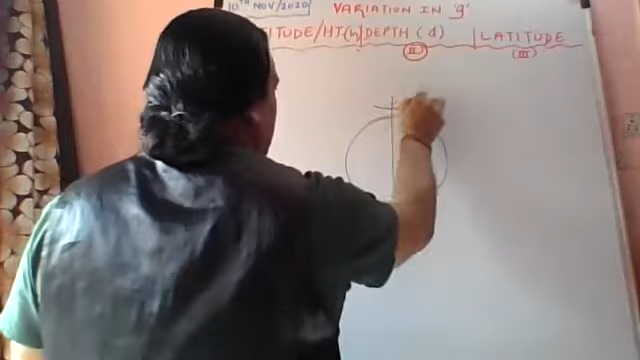 10TH NOV/2020 VARIATION IN 'g'
TITUDE/HT(h) DEPTH (d) LATITUDE
(II) (III)